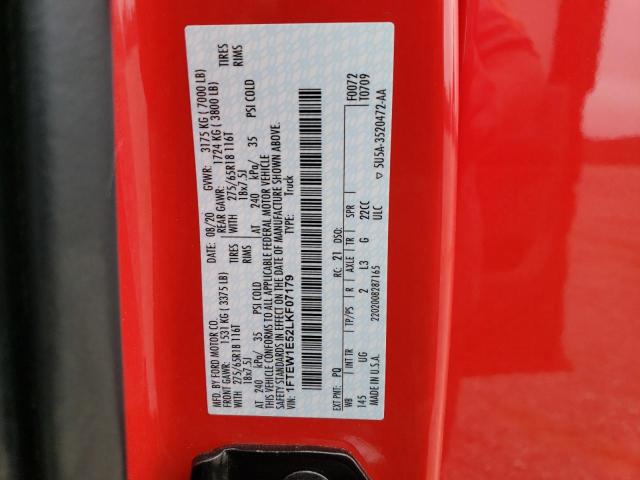 MFD. BY FORD MOTOR CO.
DATE: 08/20 GVWR: 3175 KG ( 7000 LB)
FRONT GAWR: 1531 KG ( 3375 LB) REAR GAWR: 1724 KG ( 3800 LB)
275/65R18 116T TIRES WITH 275/65R18 116T TIRES
18x7.5J RIMS 18x7.5J RIMS
AT 240 kPa/ 35 PSI COLD AT 240 kPa/ 35 PSI COLD
THIS VEHICLE CONFORMS TO ALL APPLICABLE FEDERAL MOTOR VEHICLE
SAFETY STANDARDS IN EFFECT ON THE DATE OF MANUFACTURE SHOWN ABOVE.
VIN: 1FTEW1E52LKF07179 TYPE: Truck
F0072
T0709
EXT PNT: PQ RC: 21 DSO:
WB INT TR TP/PS R AXLE TR SPR
145 UG 2 L3 G 22CC
MADE IN U.S.A. 2202008287165 ULC
▽ 5U5A-3520472-AA